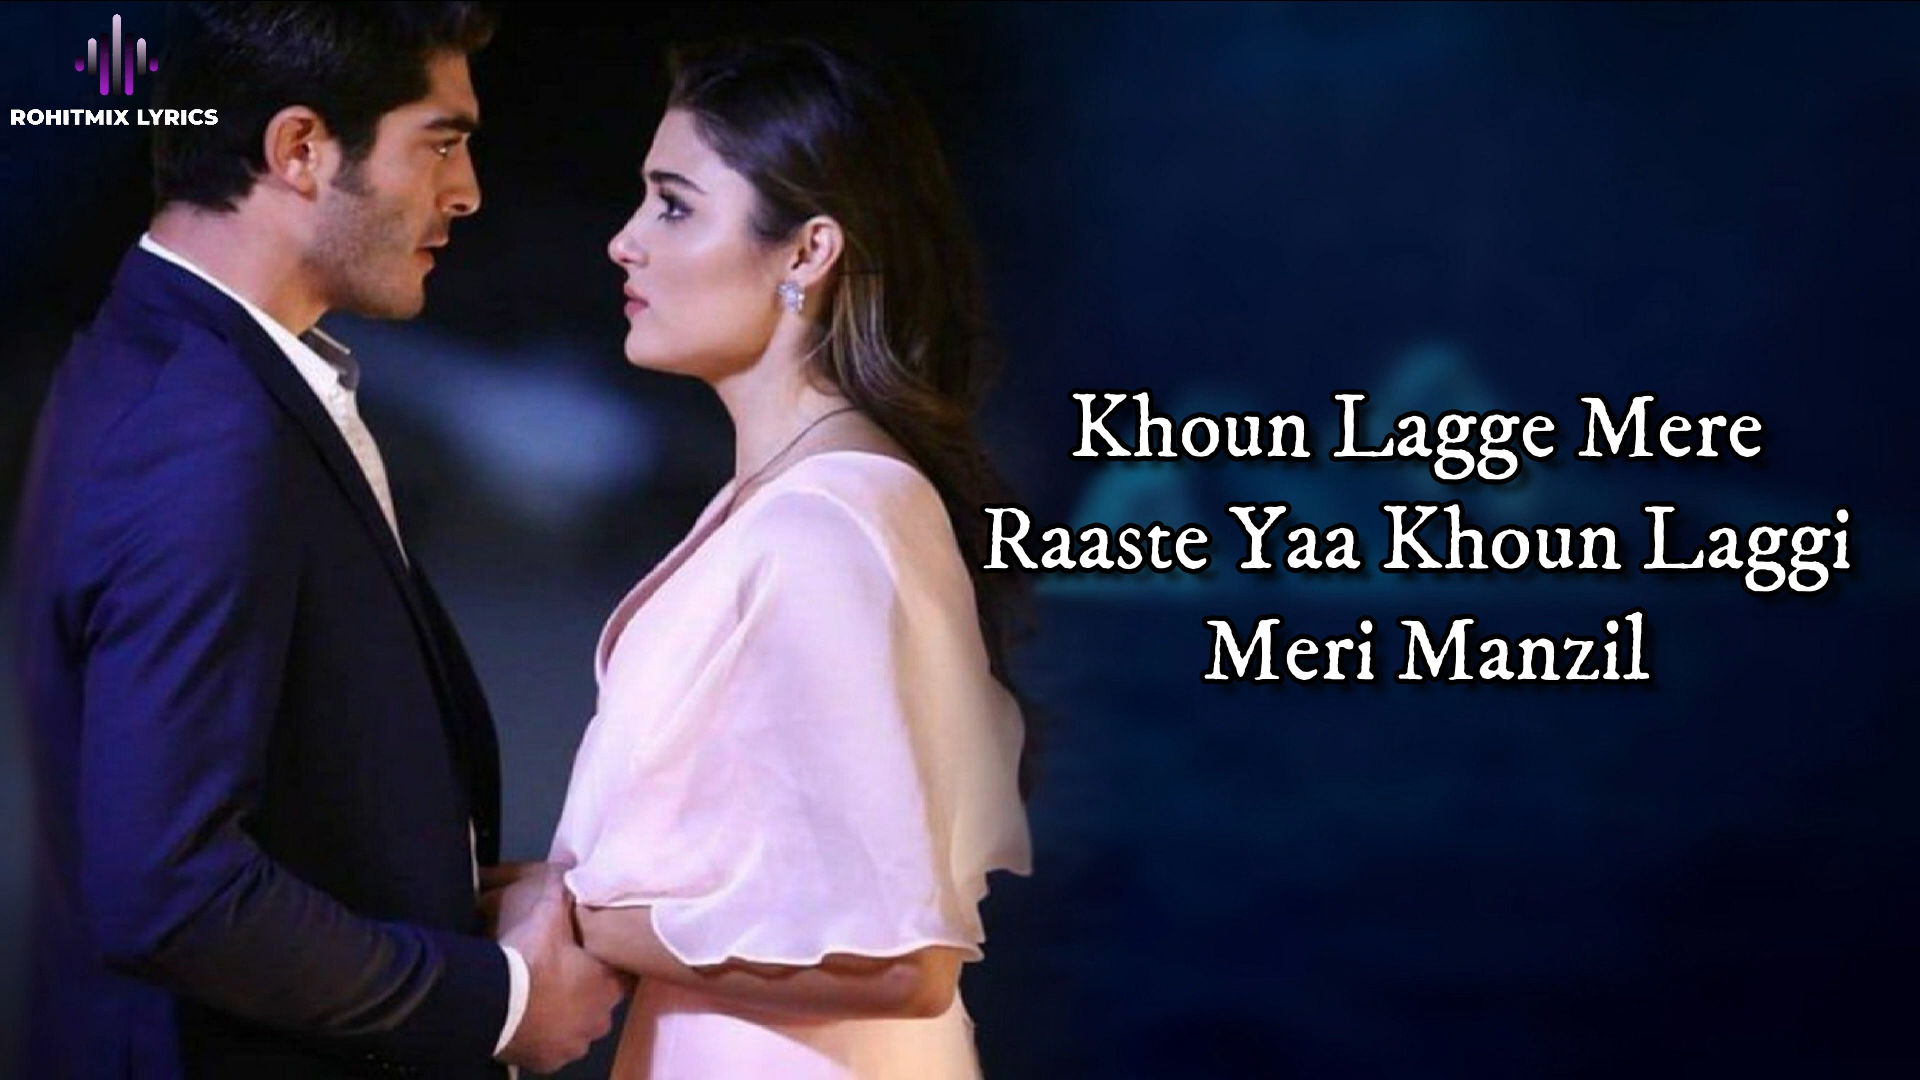 ROHITMIX LYRICS
Khoun Lagge Mere
Raaste Yaa Khoun Laggi
Meri Manzil